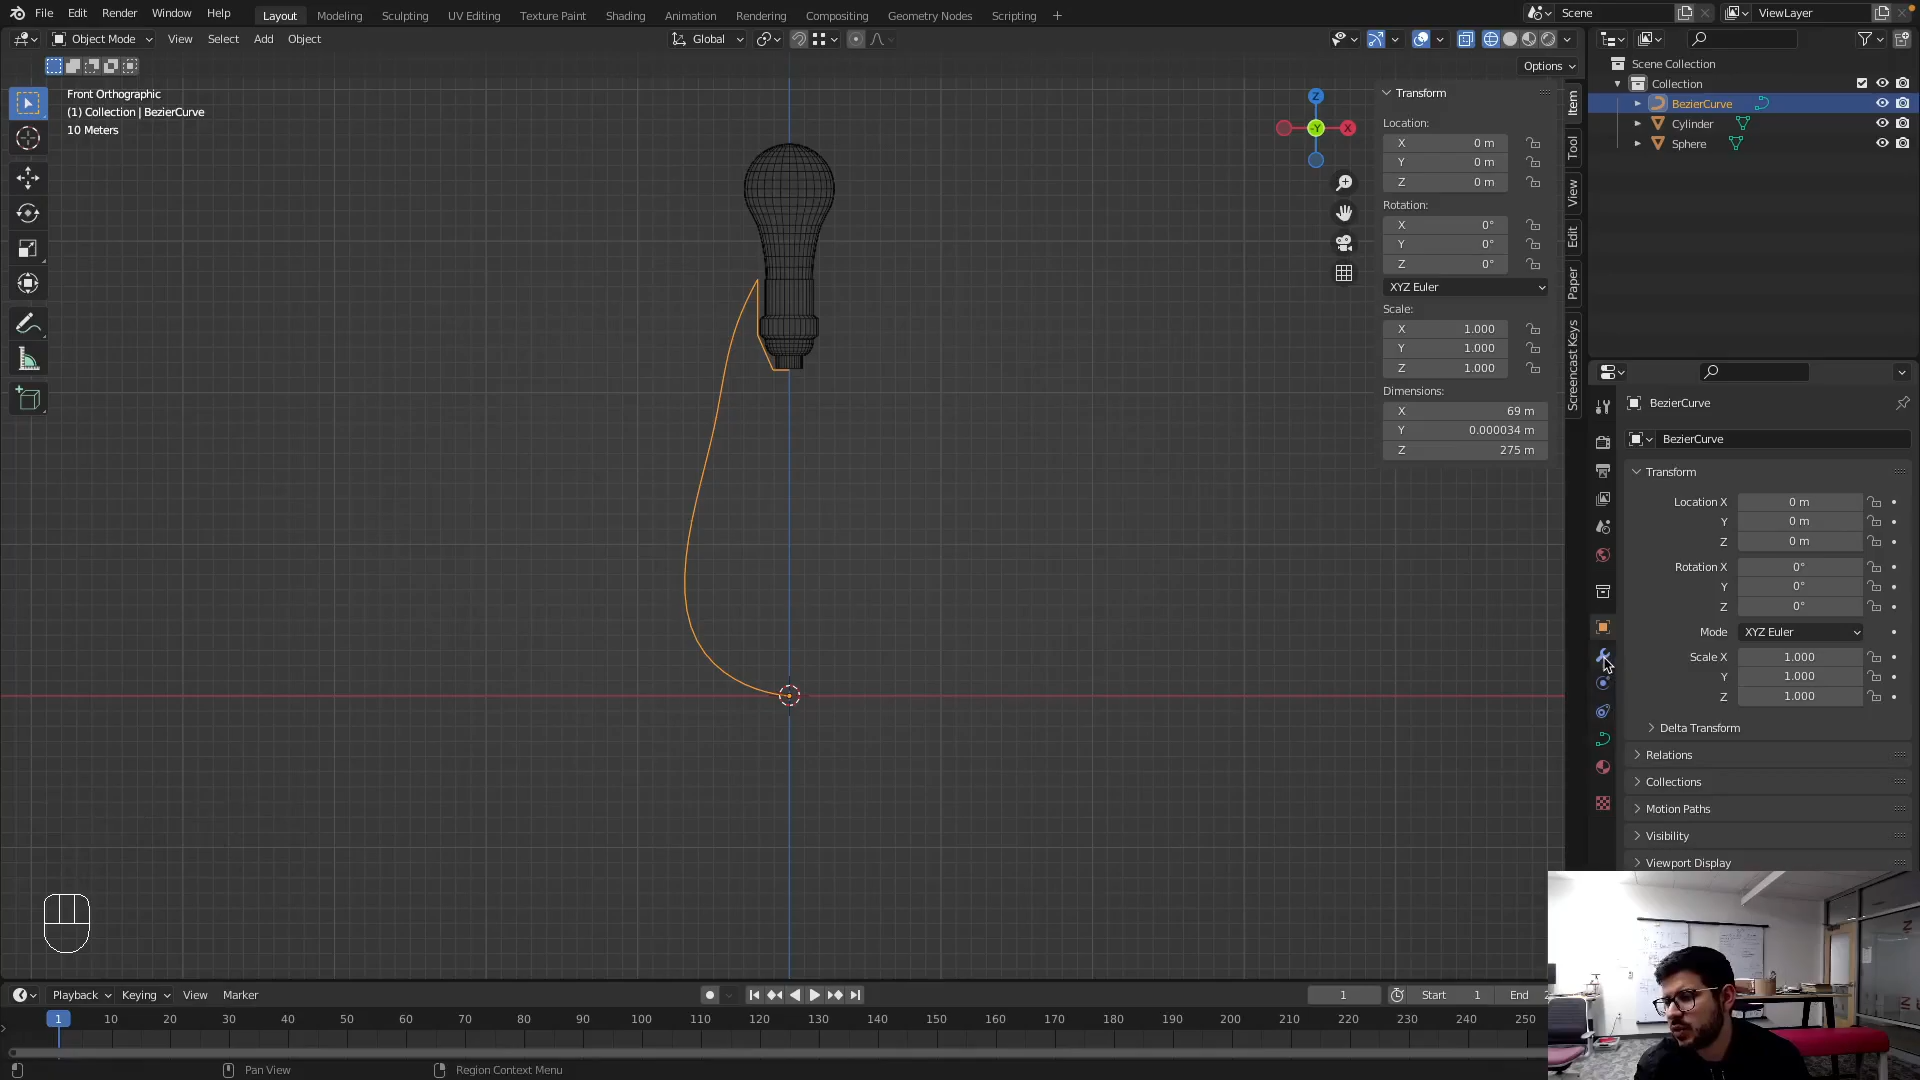 File Edit Render Window Help
Layout Modeling Sculpting UV Editing Texture Paint Shading Animation Rendering Compositing Geometry Nodes Scripting +
Scene ViewLayer
Object Mode View Select Add Object
Global
Options
Front Orthographic
(1) Collection | BezierCurve
10 Meters
Z
-Y X
Transform
Location:
X 0 m
Y 0 m
Z 0 m
Rotation:
X 0°
Y 0°
Z 0°
XYZ Euler
Scale:
X 1.000
Y 1.000
Z 1.000
Dimensions:
X 69 m
Y 0.000034 m
Z 275 m
Item
Tool
View
Edit
Paper
Screencast Keys
Scene Collection
Collection
BezierCurve
Cylinder
Sphere
BezierCurve
BezierCurve
Transform
Location X 0 m
Y 0 m
Z 0 m
Rotation X 0°
Y 0°
Z 0°
Mode XYZ Euler
Scale X 1.000
Y 1.000
Z 1.000
Delta Transform
Relations
Collections
Motion Paths
Visibility
Viewport Display
Playback Keying View Marker
1 Start 1 End 2
1 10 20 30 40 50 60 70 80 90 100 110 120 130 140 150 160 170 180 190 200 210 220 230 240 250
Pan View Region Context Menu